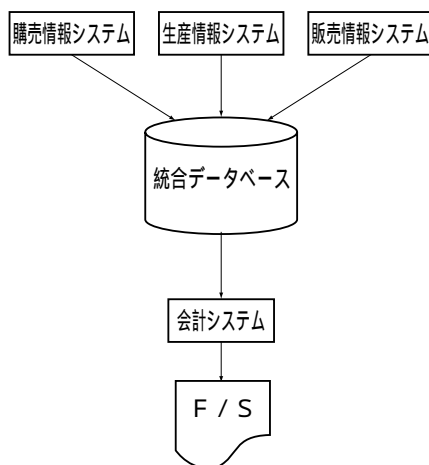 購売情報システム
生産情報システム
販売情報システム
統合データベース
会計システム
F / S